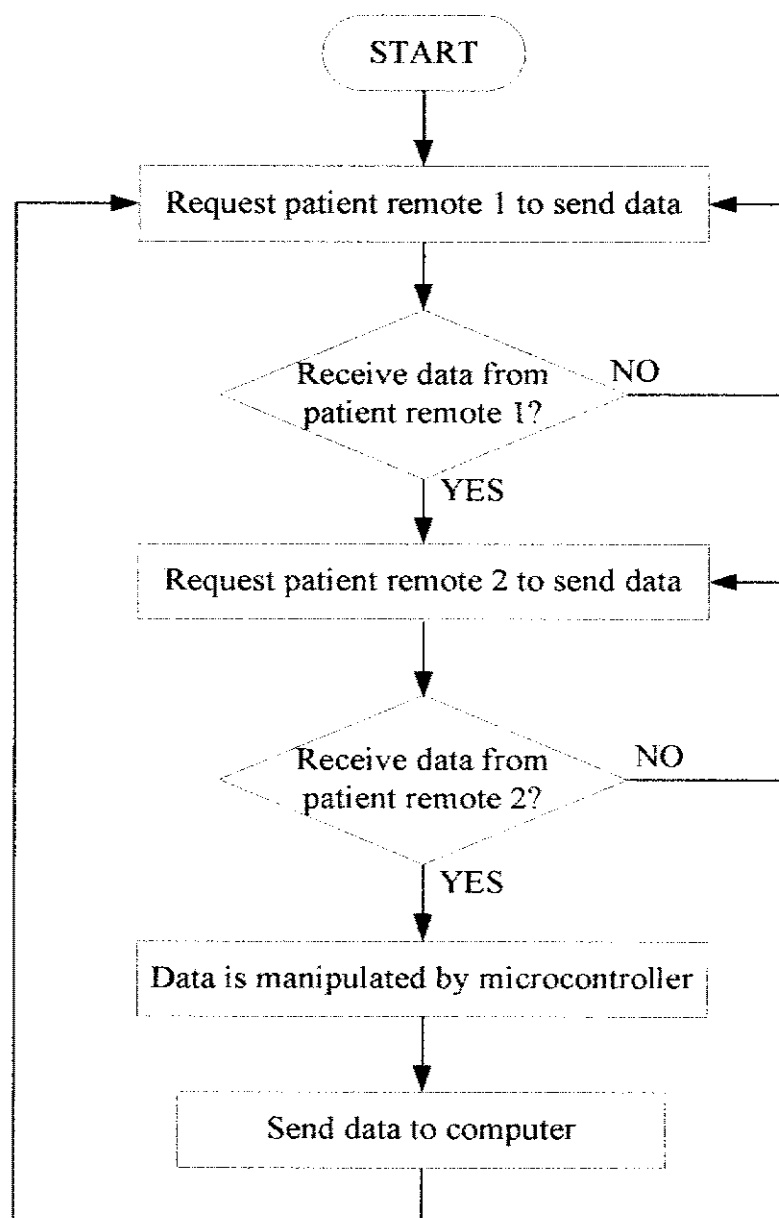 START
Request patient remote 1 to send data
Receive data from
patient remote 1?
NO
YES
Request patient remote 2 to send data
Receive data from
patient remote 2?
NO
YES
Data is manipulated by microcontroller
Send data to computer